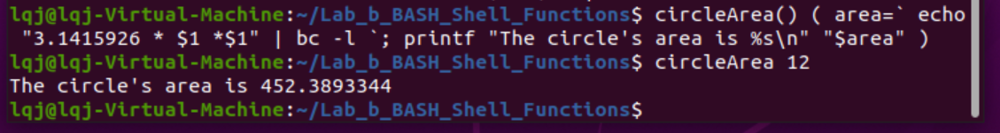 lqj@lqj-Virtual-Machine:~/Lab_b_BASH_Shell_Functions$ circleArea() ( area=` echo
 "3.1415926 * $1 *$1" | bc -l `; printf "The circle's area is %s\n" "$area" )
lqj@lqj-Virtual-Machine:~/Lab_b_BASH_Shell_Functions$ circleArea 12
The circle's area is 452.3893344
lqj@lqj-Virtual-Machine:~/Lab_b_BASH_Shell_Functions$